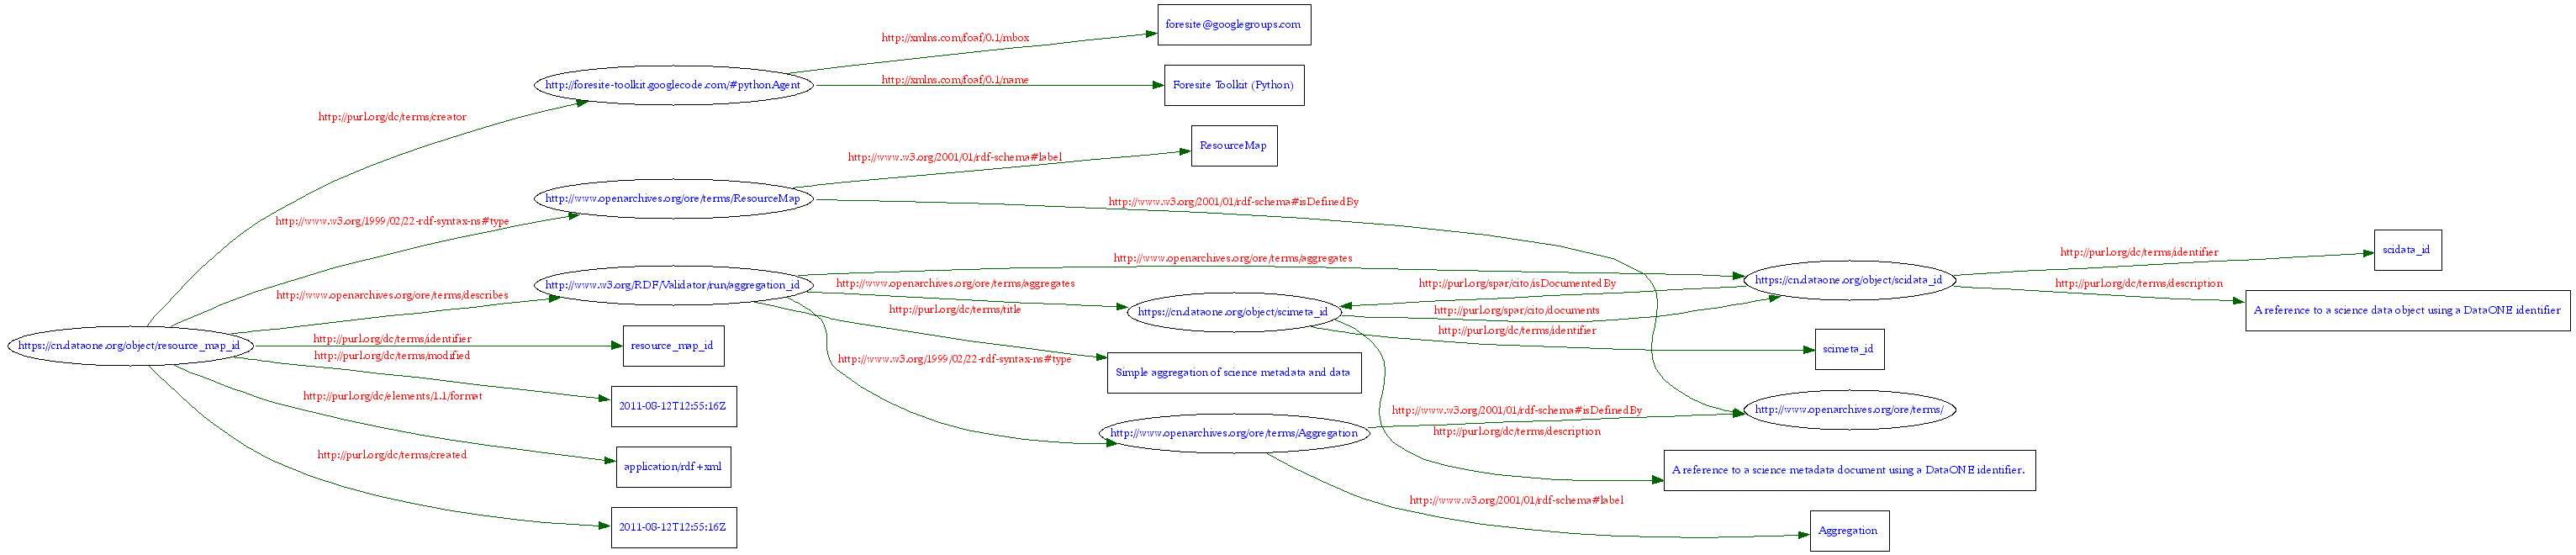 foresite@googlegroups.com
http://xmlns.com/foaf/0.1/mbox
http://foresite-toolkit.googlecode.com/#pythonAgent
http://xmlns.com/foaf/0.1/name
Foresite Toolkit (Python)
http://purl.org/dc/terms/creator
ResourceMap
http://www.w3.org/2001/01/rdf-schema#label
http://www.openarchives.org/ore/terms/ResourceMap
http://www.w3.org/2001/01/rdf-schema#isDefinedBy
http://www.w3.org/1999/02/22-rdf-syntax-ns#type
scidata_id
http://purl.org/dc/terms/identifier
http://www.openarchives.org/ore/terms/aggregates
https://cn.dataone.org/object/scidata_id
http://www.w3.org/RDF/Validator/run/aggregation_id
http://www.openarchives.org/ore/terms/aggregates
http://purl.org/spar/cito/isDocumentedBy
http://purl.org/dc/terms/description
http://www.openarchives.org/ore/terms/describes
http://purl.org/dc/terms/title
https://cn.dataone.org/object/scimeta_id
http://purl.org/spar/cito/documents
A reference to a science data object using a DataONE identifier
http://purl.org/dc/terms/identifier
https://cn.dataone.org/object/resource_map_id
http://purl.org/dc/terms/identifier
resource_map_id
scimeta_id
http://purl.org/dc/terms/modified
http://www.w3.org/1999/02/22-rdf-syntax-ns#type
Simple aggregation of science metadata and data
http://purl.org/dc/elements/1.1/format
2011-08-12T12:55:16Z
http://www.w3.org/2001/01/rdf-schema#isDefinedBy
http://www.openarchives.org/ore/terms/
http://www.openarchives.org/ore/terms/Aggregation
http://purl.org/dc/terms/description
http://purl.org/dc/terms/created
application/rdf+xml
A reference to a science metadata document using a DataONE identifier.
http://www.w3.org/2001/01/rdf-schema#label
2011-08-12T12:55:16Z
Aggregation